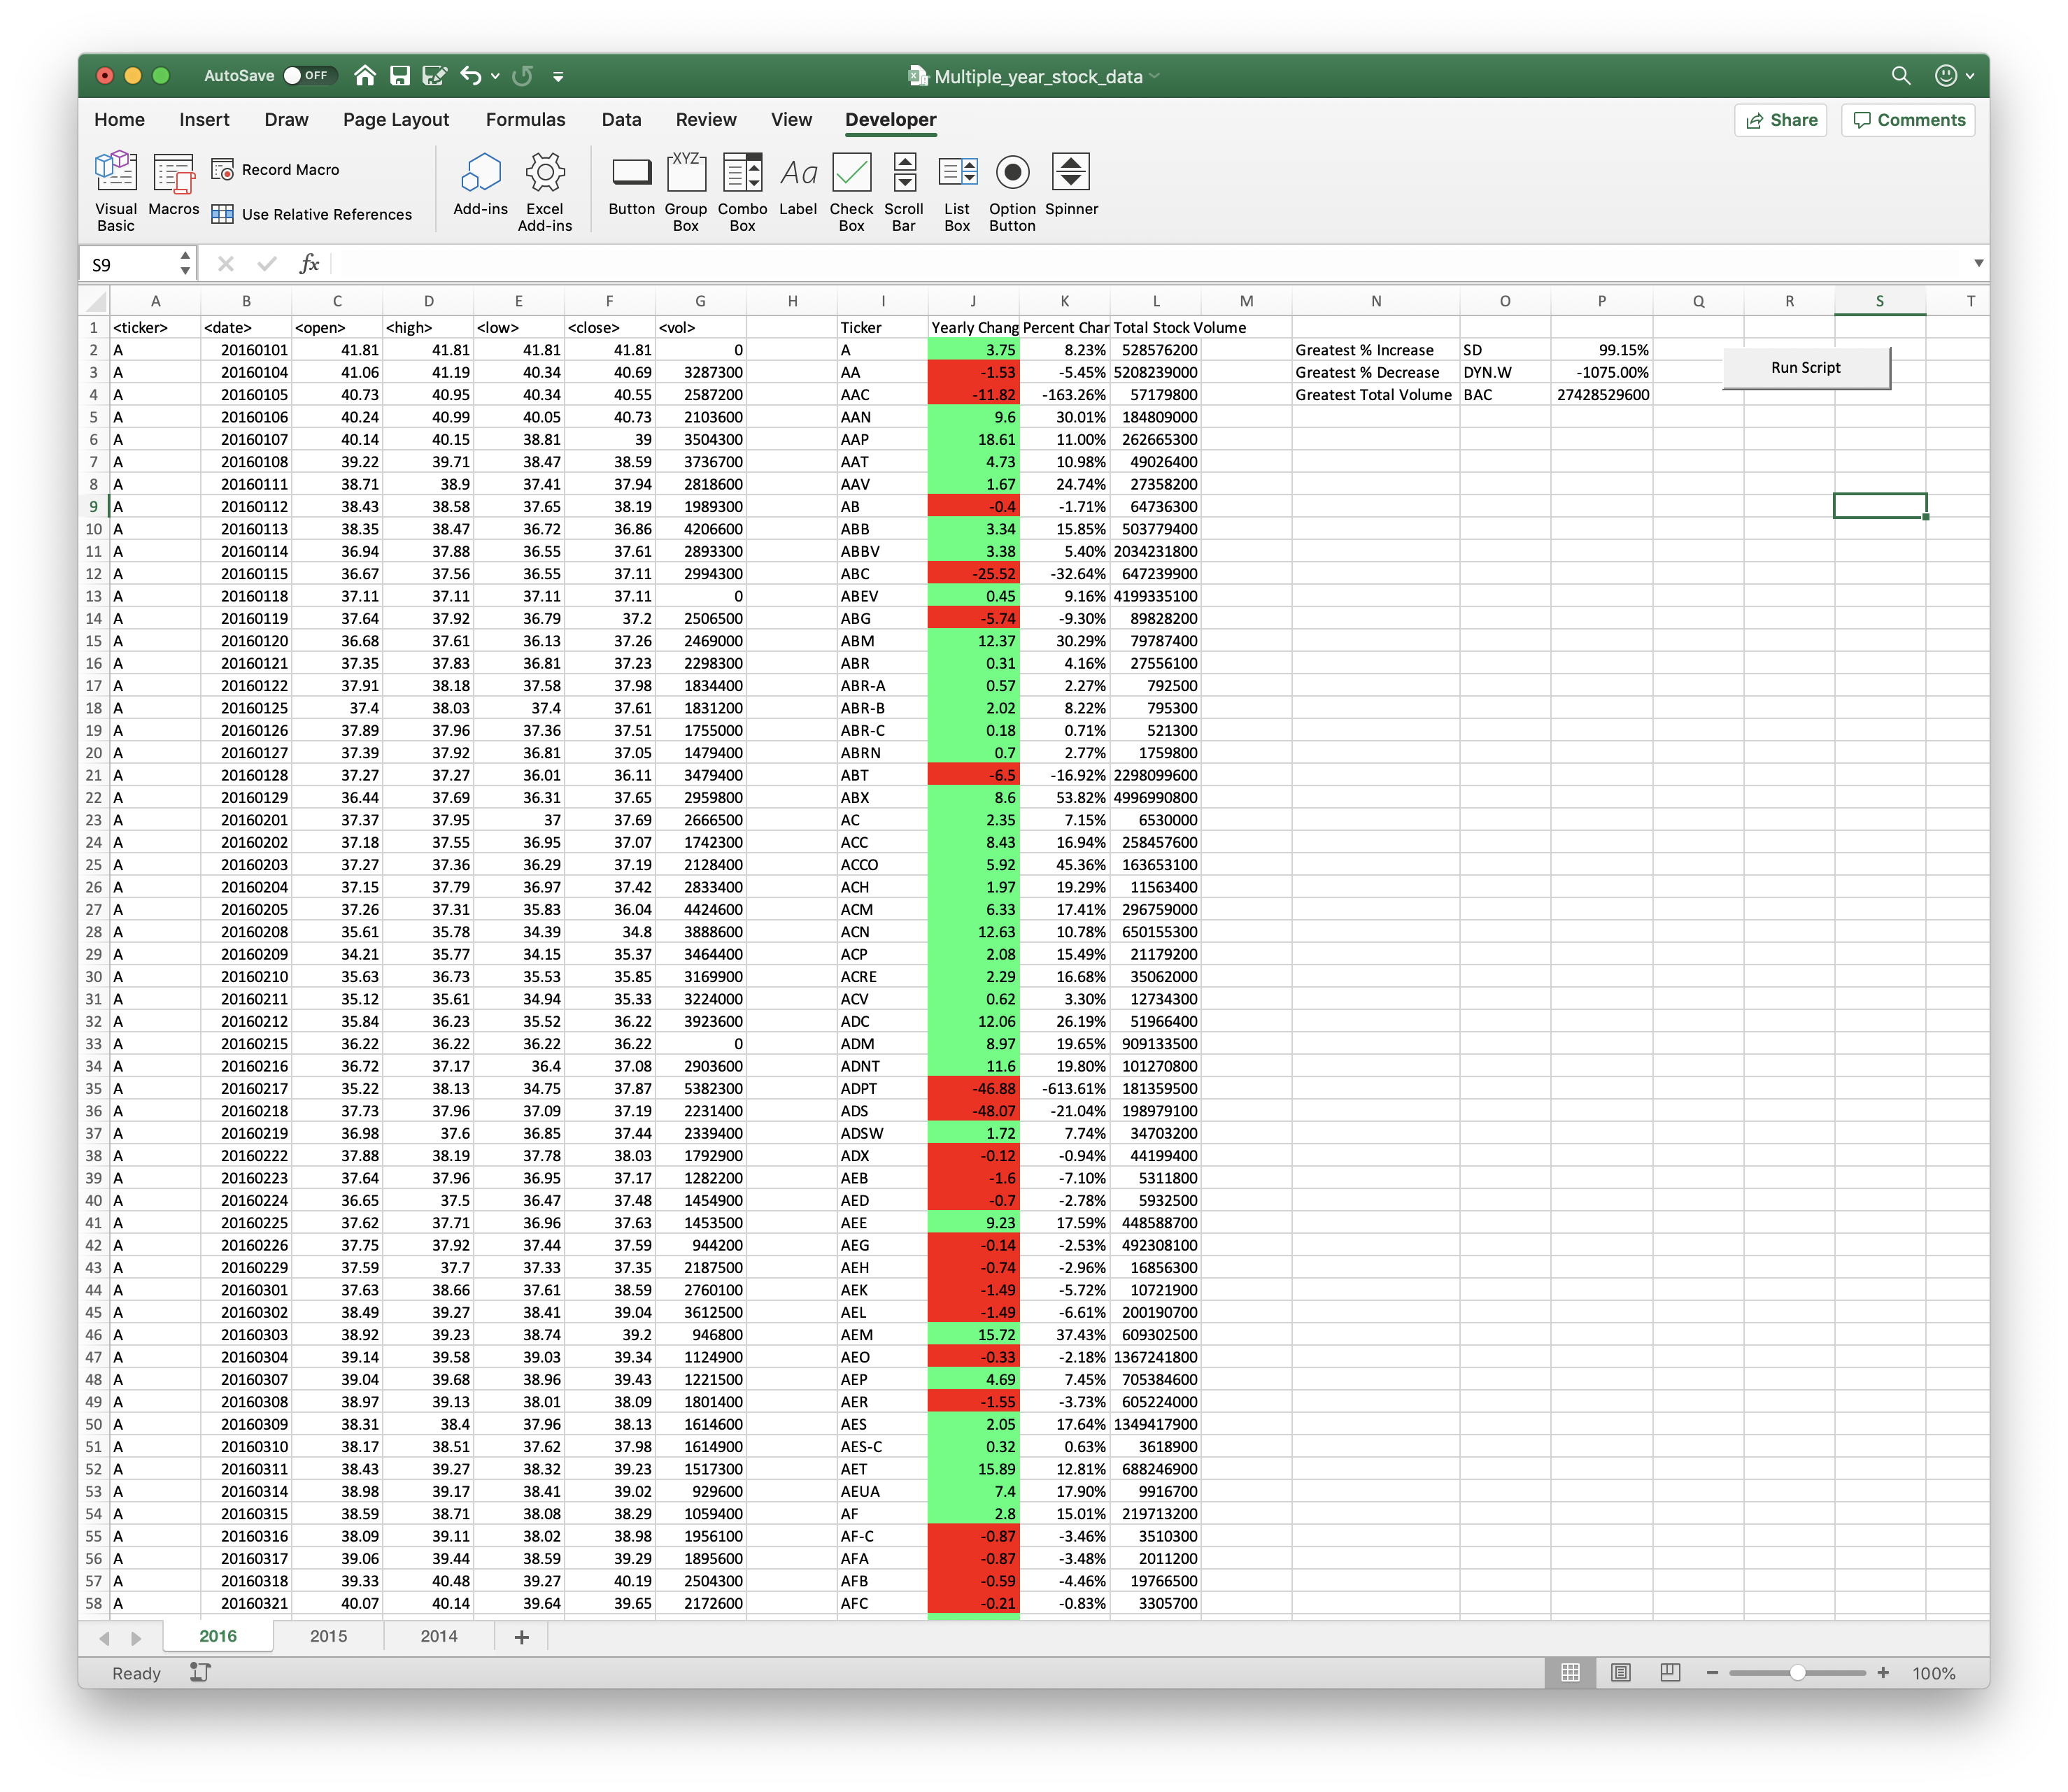 AutoSave OFF Multiple_year_stock_data
Home Insert Draw Page Layout Formulas Data Review View Developer Share Comments
Visual Basic Macros Record Macro Use Relative References Add-ins Excel Add-ins Button Group Box Combo Box Label Check Box Scroll Bar List Box Option Button Spinner
XYZ Aa
S9 fx
A B C D E F G H I J K L M N O P Q R S T
1 <ticker> <date> <open> <high> <low> <close> <vol> Ticker Yearly Chang Percent Char Total Stock Volume
2 A 20160101 41.81 41.81 41.81 41.81 0 A 3.75 8.23% 528576200 Greatest % Increase SD 99.15%
Run Script
3 A 20160104 41.06 41.19 40.34 40.69 3287300 AA -1.53 -5.45% 5208239000 Greatest % Decrease DYN.W -1075.00%
4 A 20160105 40.73 40.95 40.34 40.55 2587200 AAC -11.82 -163.26% 57179800 Greatest Total Volume BAC 27428529600
5 A 20160106 40.24 40.99 40.05 40.73 2103600 AAN 9.6 30.01% 184809000
6 A 20160107 40.14 40.15 38.81 39 3504300 AAP 18.61 11.00% 262665300
7 A 20160108 39.22 39.71 38.47 38.59 3736700 AAT 4.73 10.98% 49026400
8 A 20160111 38.71 38.9 37.41 37.94 2818600 AAV 1.67 24.74% 27358200
9 A 20160112 38.43 38.58 37.65 38.19 1989300 AB -0.4 -1.71% 64736300
10 A 20160113 38.35 38.47 36.72 36.86 4206600 ABB 3.34 15.85% 503779400
11 A 20160114 36.94 37.88 36.55 37.61 2893300 ABBV 3.38 5.40% 2034231800
12 A 20160115 36.67 37.56 36.55 37.11 2994300 ABC -25.52 -32.64% 647239900
13 A 20160118 37.11 37.11 37.11 37.11 0 ABEV 0.45 9.16% 4199335100
14 A 20160119 37.64 37.92 36.79 37.2 2506500 ABG -5.74 -9.30% 89828200
15 A 20160120 36.68 37.61 36.13 37.26 2469000 ABM 12.37 30.29% 79787400
16 A 20160121 37.35 37.83 36.81 37.23 2298300 ABR 0.31 4.16% 27556100
17 A 20160122 37.91 38.18 37.58 37.98 1834400 ABR-A 0.57 2.27% 792500
18 A 20160125 37.4 38.03 37.4 37.61 1831200 ABR-B 2.02 8.22% 795300
19 A 20160126 37.89 37.96 37.36 37.51 1755000 ABR-C 0.18 0.71% 521300
20 A 20160127 37.39 37.92 36.81 37.05 1479400 ABRN 0.7 2.77% 1759800
21 A 20160128 37.27 37.27 36.01 36.11 3479400 ABT -6.5 -16.92% 2298099600
22 A 20160129 36.44 37.69 36.31 37.65 2959800 ABX 8.6 53.82% 4996990800
23 A 20160201 37.37 37.95 37 37.69 2666500 AC 2.35 7.15% 6530000
24 A 20160202 37.18 37.55 36.95 37.07 1742300 ACC 8.43 16.94% 258457600
25 A 20160203 37.27 37.36 36.29 37.19 2128400 ACCO 5.92 45.36% 163653100
26 A 20160204 37.15 37.79 36.97 37.42 2833400 ACH 1.97 19.29% 11563400
27 A 20160205 37.26 37.31 35.83 36.04 4424600 ACM 6.33 17.41% 296759000
28 A 20160208 35.61 35.78 34.39 34.8 3888600 ACN 12.63 10.78% 650155300
29 A 20160209 34.21 35.77 34.15 35.37 3464400 ACP 2.08 15.49% 21179200
30 A 20160210 35.63 36.73 35.53 35.85 3169900 ACRE 2.29 16.68% 35062000
31 A 20160211 35.12 35.61 34.94 35.33 3224000 ACV 0.62 3.30% 12734300
32 A 20160212 35.84 36.23 35.52 36.22 3923600 ADC 12.06 26.19% 51966400
33 A 20160215 36.22 36.22 36.22 36.22 0 ADM 8.97 19.65% 909133500
34 A 20160216 36.72 37.17 36.4 37.08 2903600 ADNT 11.6 19.80% 101270800
35 A 20160217 35.22 38.13 34.75 37.87 5382300 ADPT -46.88 -613.61% 181359500
36 A 20160218 37.73 37.96 37.09 37.19 2231400 ADS -48.07 -21.04% 198979100
37 A 20160219 36.98 37.6 36.85 37.44 2339400 ADSW 1.72 7.74% 34703200
38 A 20160222 37.88 38.19 37.78 38.03 1792900 ADX -0.12 -0.94% 44199400
39 A 20160223 37.64 37.96 36.95 37.17 1282200 AEB -1.6 -7.10% 5311800
40 A 20160224 36.65 37.5 36.47 37.48 1454900 AED -0.7 -2.78% 5932500
41 A 20160225 37.62 37.71 36.96 37.63 1453500 AEE 9.23 17.59% 448588700
42 A 20160226 37.75 37.92 37.44 37.59 944200 AEG -0.14 -2.53% 492308100
43 A 20160229 37.59 37.7 37.33 37.35 2187500 AEH -0.74 -2.96% 16856300
44 A 20160301 37.63 38.66 37.61 38.59 2760100 AEK -1.49 -5.72% 10721900
45 A 20160302 38.49 39.27 38.41 39.04 3612500 AEL -1.49 -6.61% 200190700
46 A 20160303 38.92 39.23 38.74 39.2 946800 AEM 15.72 37.43% 609302500
47 A 20160304 39.14 39.58 39.03 39.34 1124900 AEO -0.33 -2.18% 1367241800
48 A 20160307 39.04 39.68 38.96 39.43 1221500 AEP 4.69 7.45% 705384600
49 A 20160308 38.97 39.13 38.01 38.09 1801400 AER -1.55 -3.73% 605224000
50 A 20160309 38.31 38.4 37.96 38.13 1614600 AES 2.05 17.64% 1349417900
51 A 20160310 38.17 38.51 37.62 37.98 1614900 AES-C 0.32 0.63% 3618900
52 A 20160311 38.43 39.27 38.32 39.23 1517300 AET 15.89 12.81% 688246900
53 A 20160314 38.98 39.17 38.41 39.02 929600 AEUA 7.4 17.90% 9916700
54 A 20160315 38.59 38.71 38.08 38.29 1059400 AF 2.8 15.01% 219713200
55 A 20160316 38.09 39.11 38.02 38.98 1956100 AF-C -0.87 -3.46% 3510300
56 A 20160317 39.06 39.44 38.59 39.29 1895600 AFA -0.87 -3.48% 2011200
57 A 20160318 39.33 40.48 39.27 40.19 2504300 AFB -0.59 -4.46% 19766500
58 A 20160321 40.07 40.14 39.64 39.65 2172600 AFC -0.21 -0.83% 3305700
2016 2015 2014 +
Ready 100%